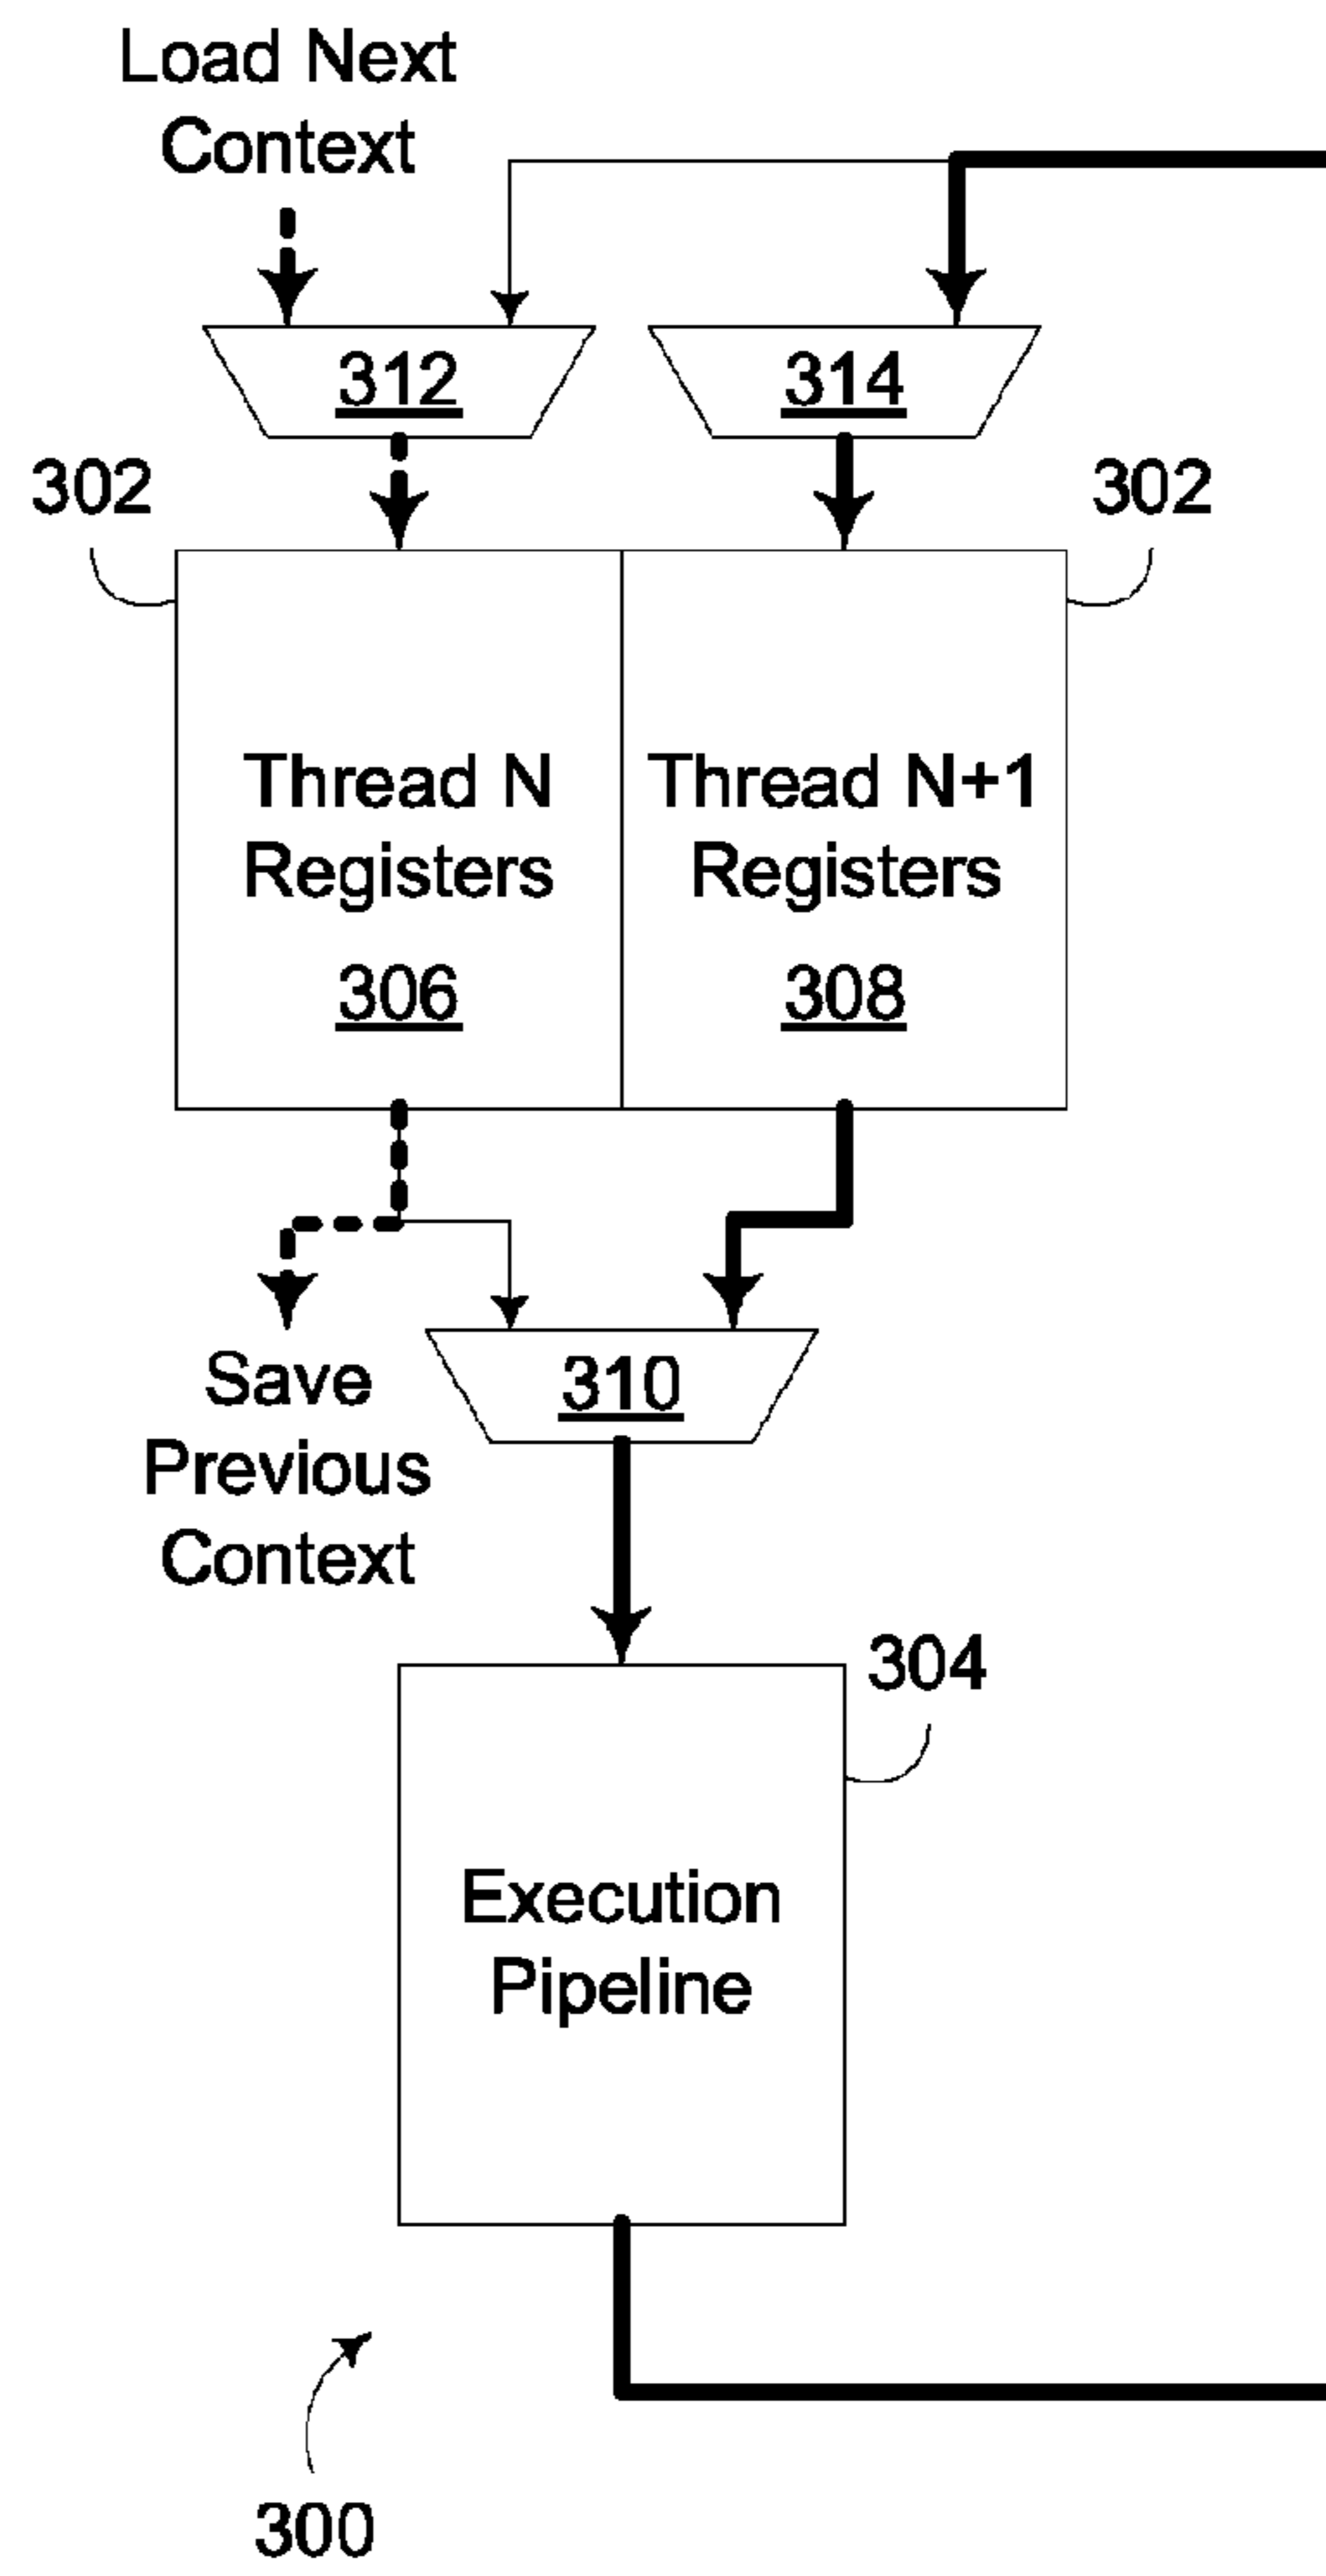 Load Next
Context
312
314
302
302
Thread N
Registers
306
Thread N+1
Registers
308
310
Save
Previous
Context
304
Execution
Pipeline
300